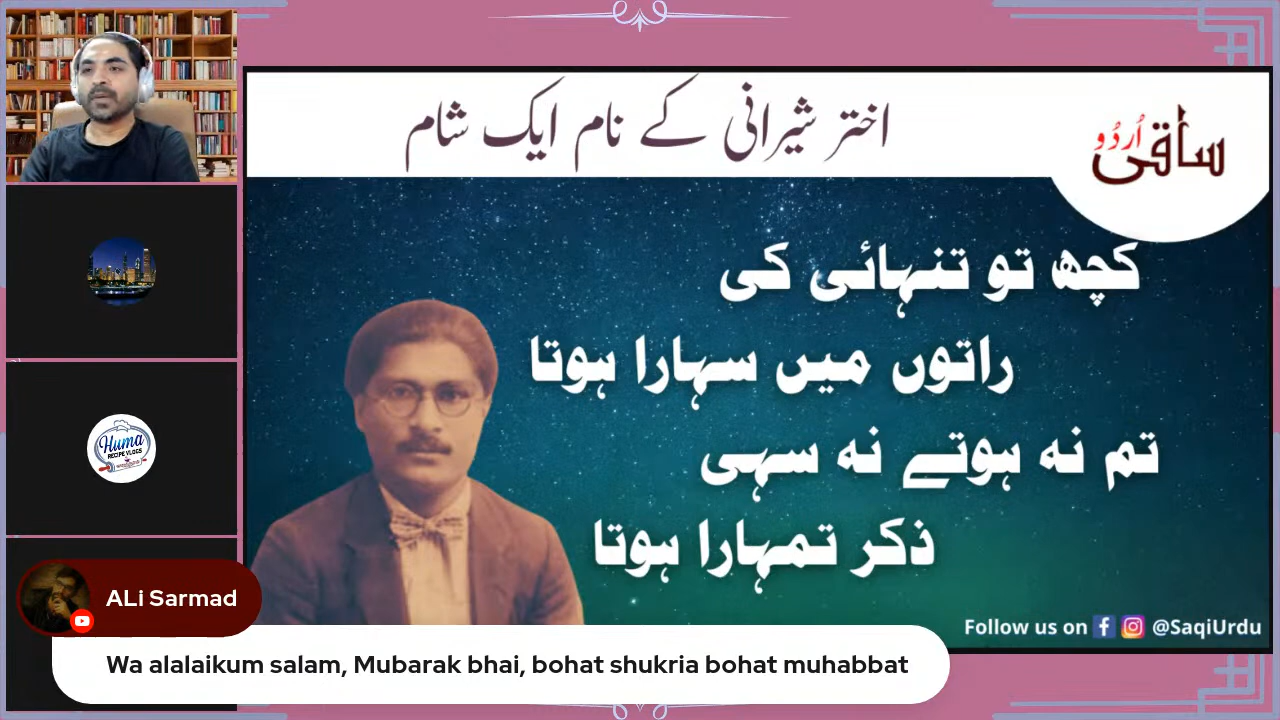 اختر شیرانی کے نام ایک شام
ساقی اُردُو
کچھ تو تنہائی کی
راتوں میں سہارا ہوتا
تم نہ ہوتے نہ سہی
ذکر تمہارا ہوتا
Follow us on @SaqiUrdu
Huma
RECIPE VLOGS
ALi Sarmad
Wa alalaikum salam, Mubarak bhai, bohat shukria bohat muhabbat